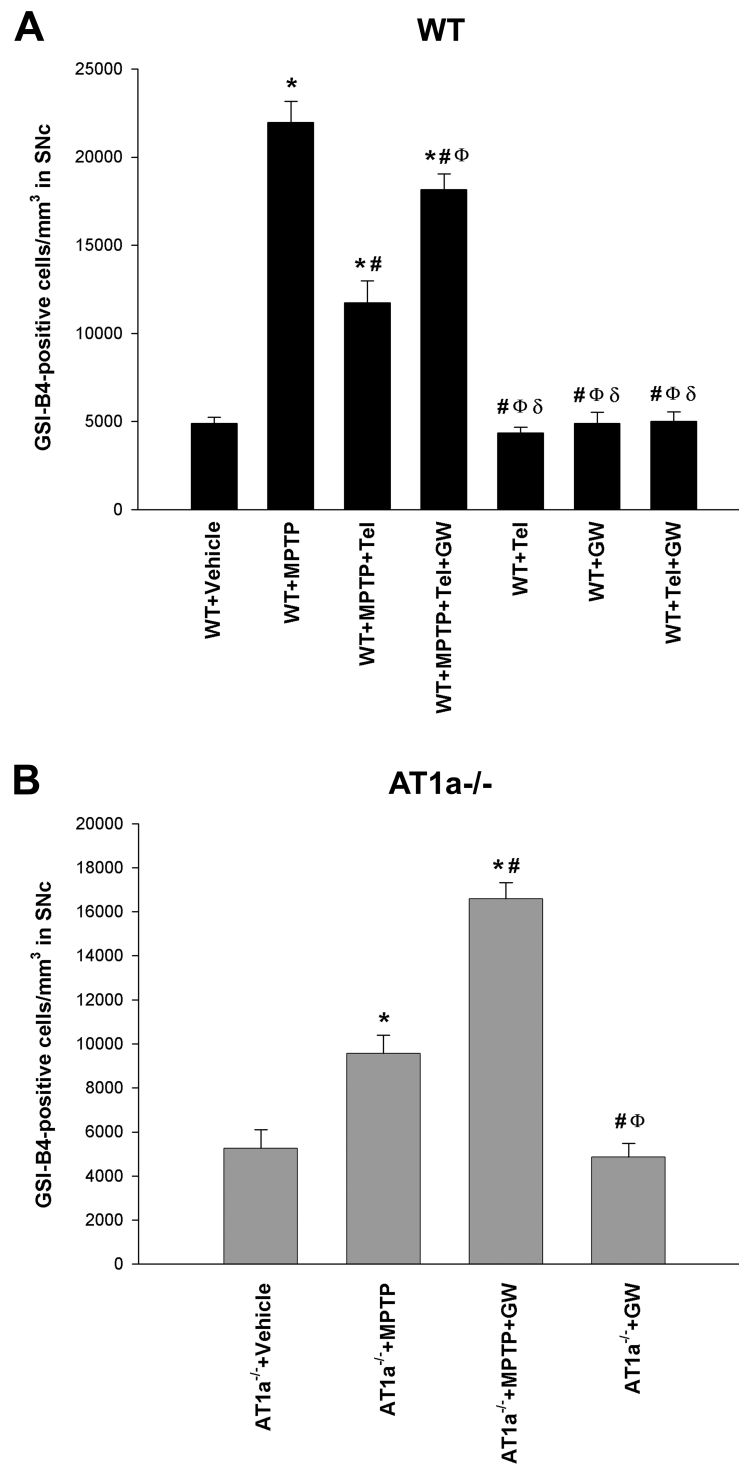 A
WT
GSI-B4-positive cells/mm³ in SNc
25000
20000
15000
10000
5000
0
*
*#
*#Φ
#Φδ
#Φδ
#Φδ
WT+Vehicle
WT+MPTP
WT+MPTP+Tel
WT+MPTP+Tel+GW
WT+Tel
WT+GW
WT+Tel+GW
B
AT1a-/-
GSI-B4-positive cells/mm³ in SNc
20000
18000
16000
14000
12000
10000
8000
6000
4000
2000
0
*
*#
#Φ
AT1a⁻/⁻+Vehicle
AT1a⁻/⁻+MPTP
AT1a⁻/⁻+MPTP+GW
AT1a⁻/⁻+GW